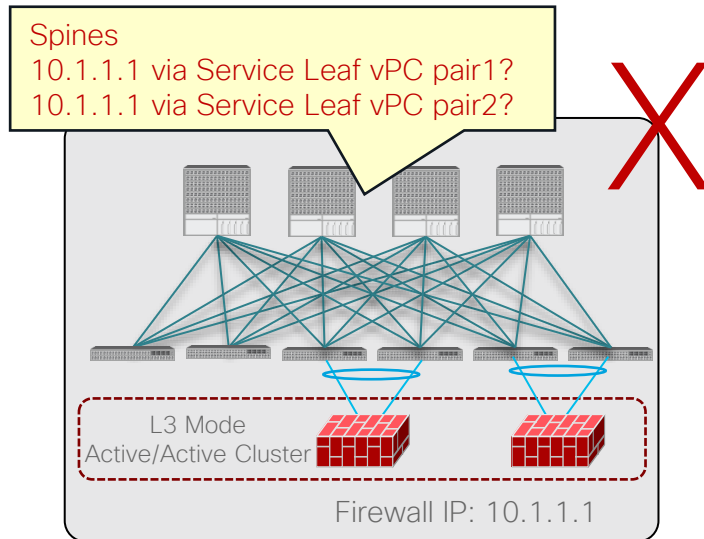 Spines
10.1.1.1 via Service Leaf vPC pair1?
10.1.1.1 via Service Leaf vPC pair2?
L3 Mode
Active/Active Cluster
Firewall IP: 10.1.1.1